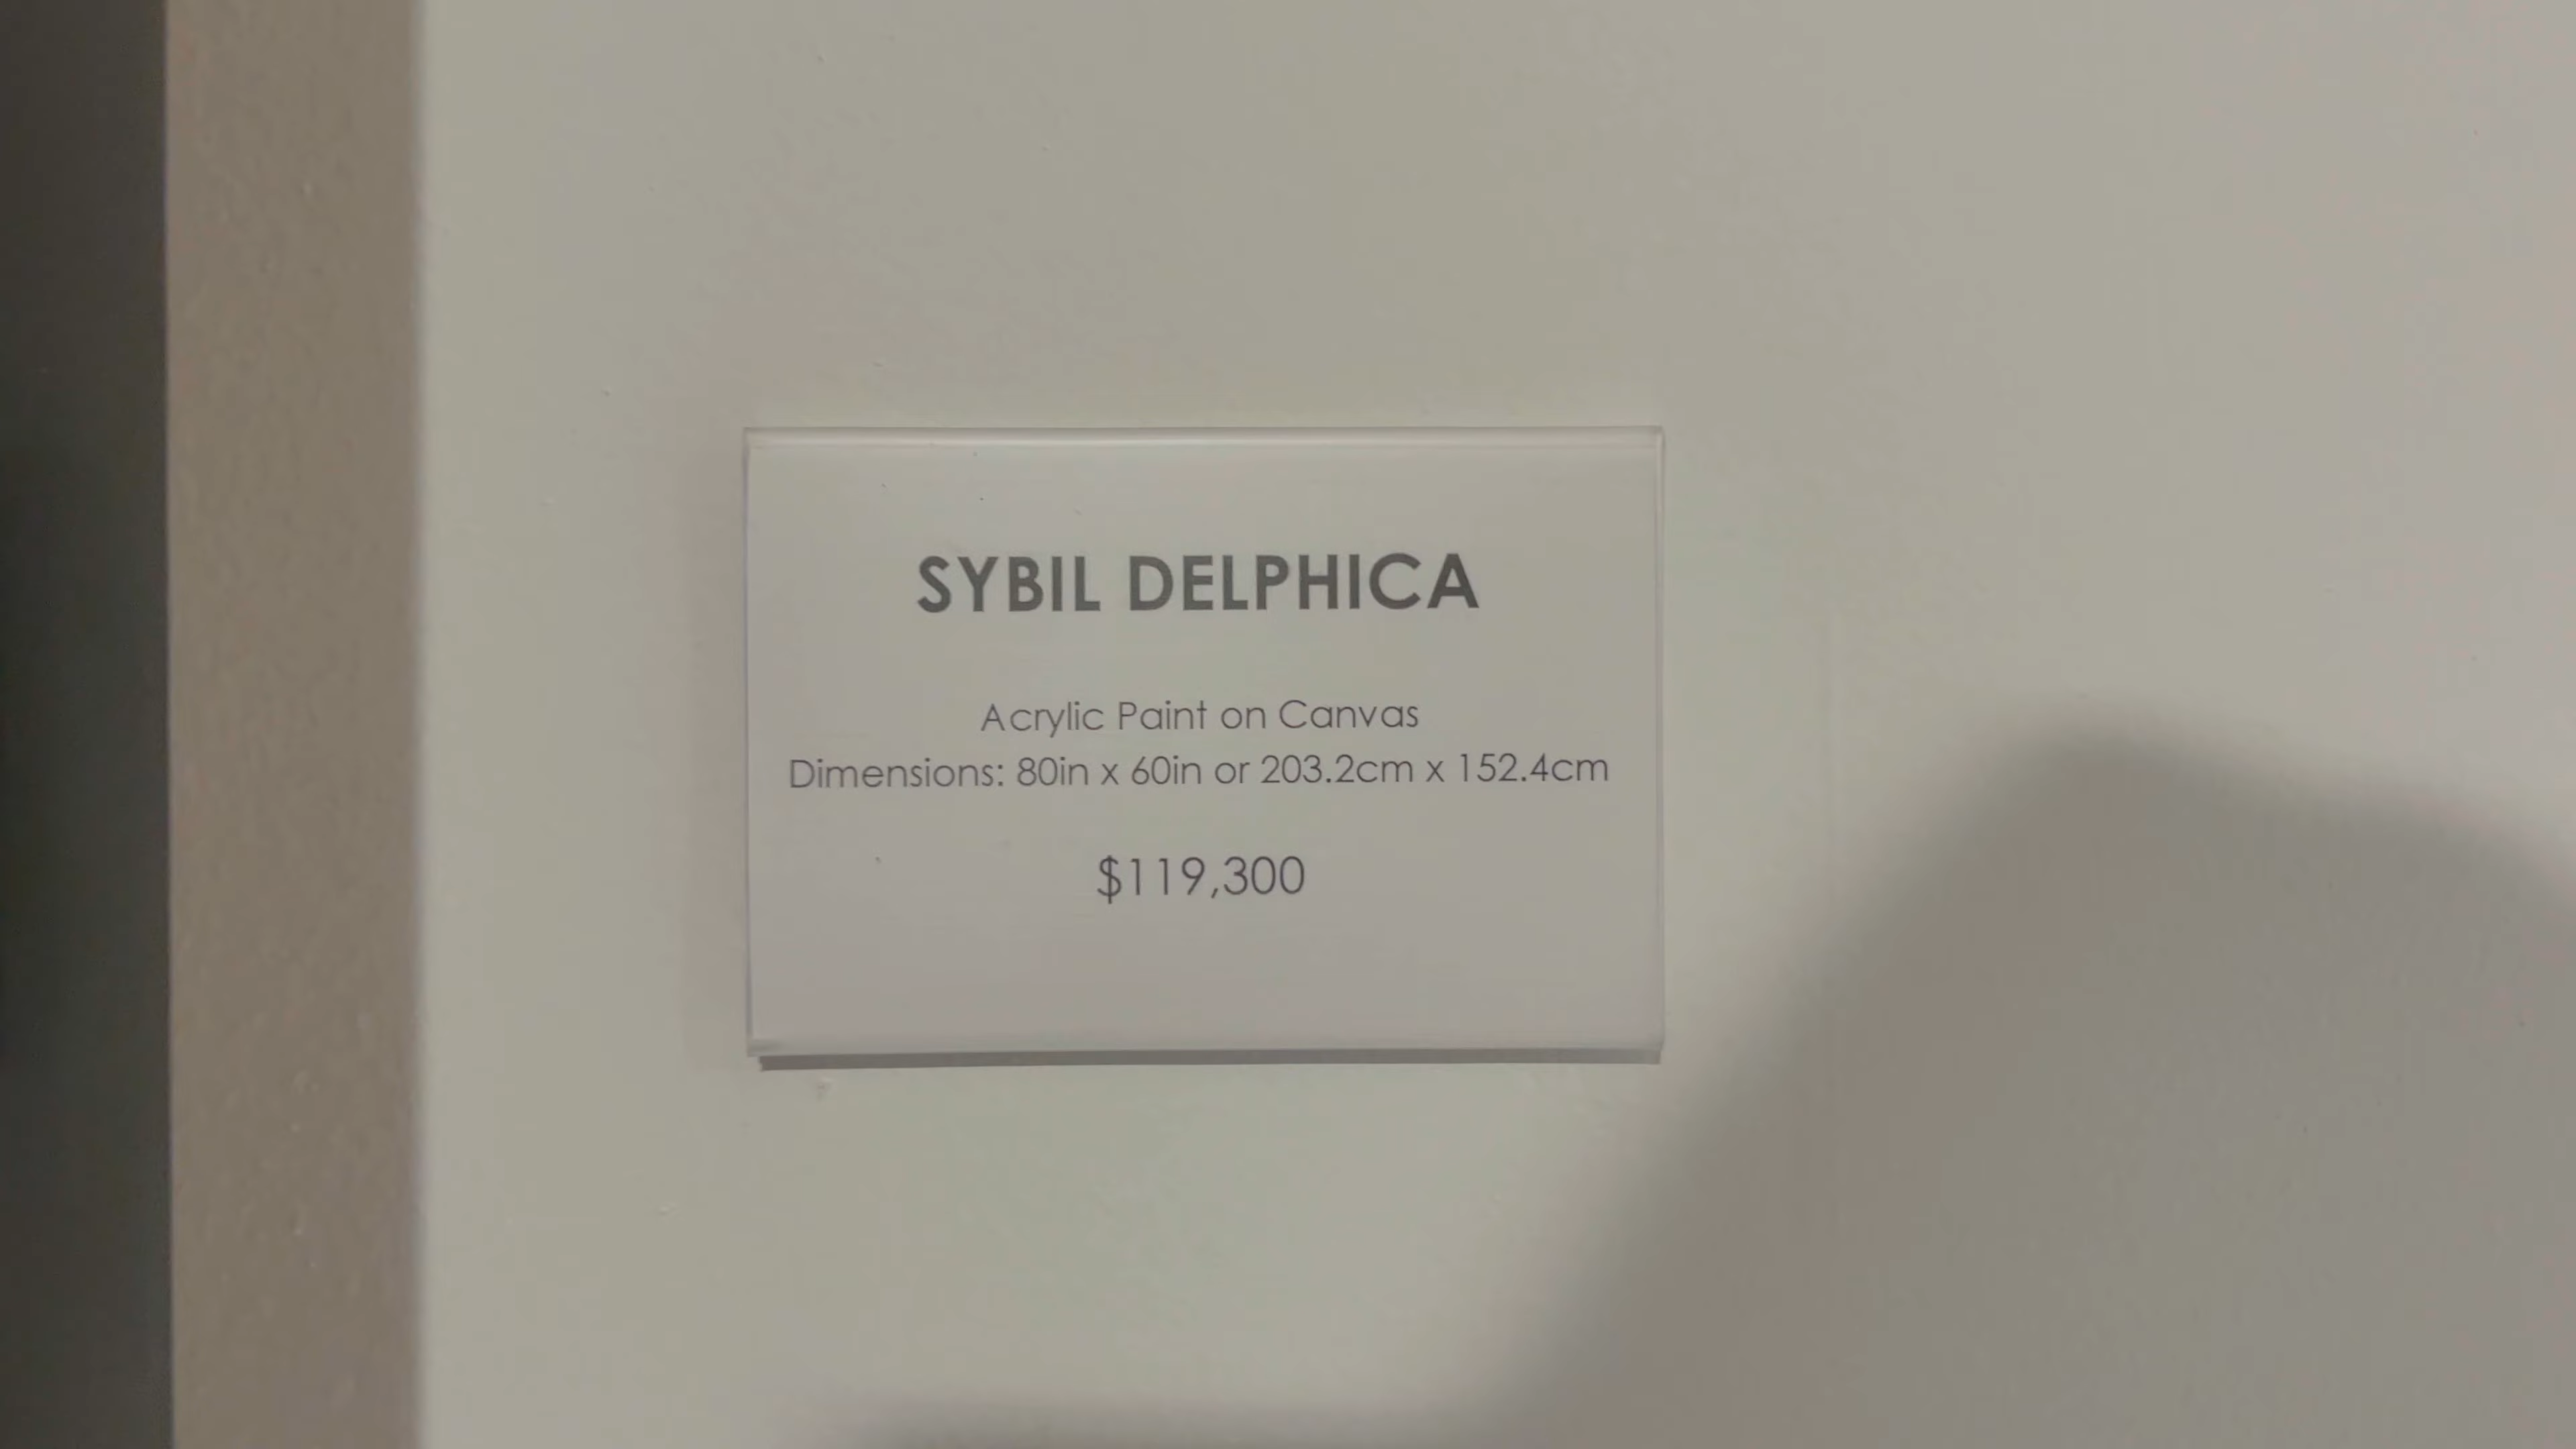 SYBIL DELPHICA
Acrylic Paint on Canvas
Dimensions: 80in x 60in or 203.2cm x 152.4cm
$119,300